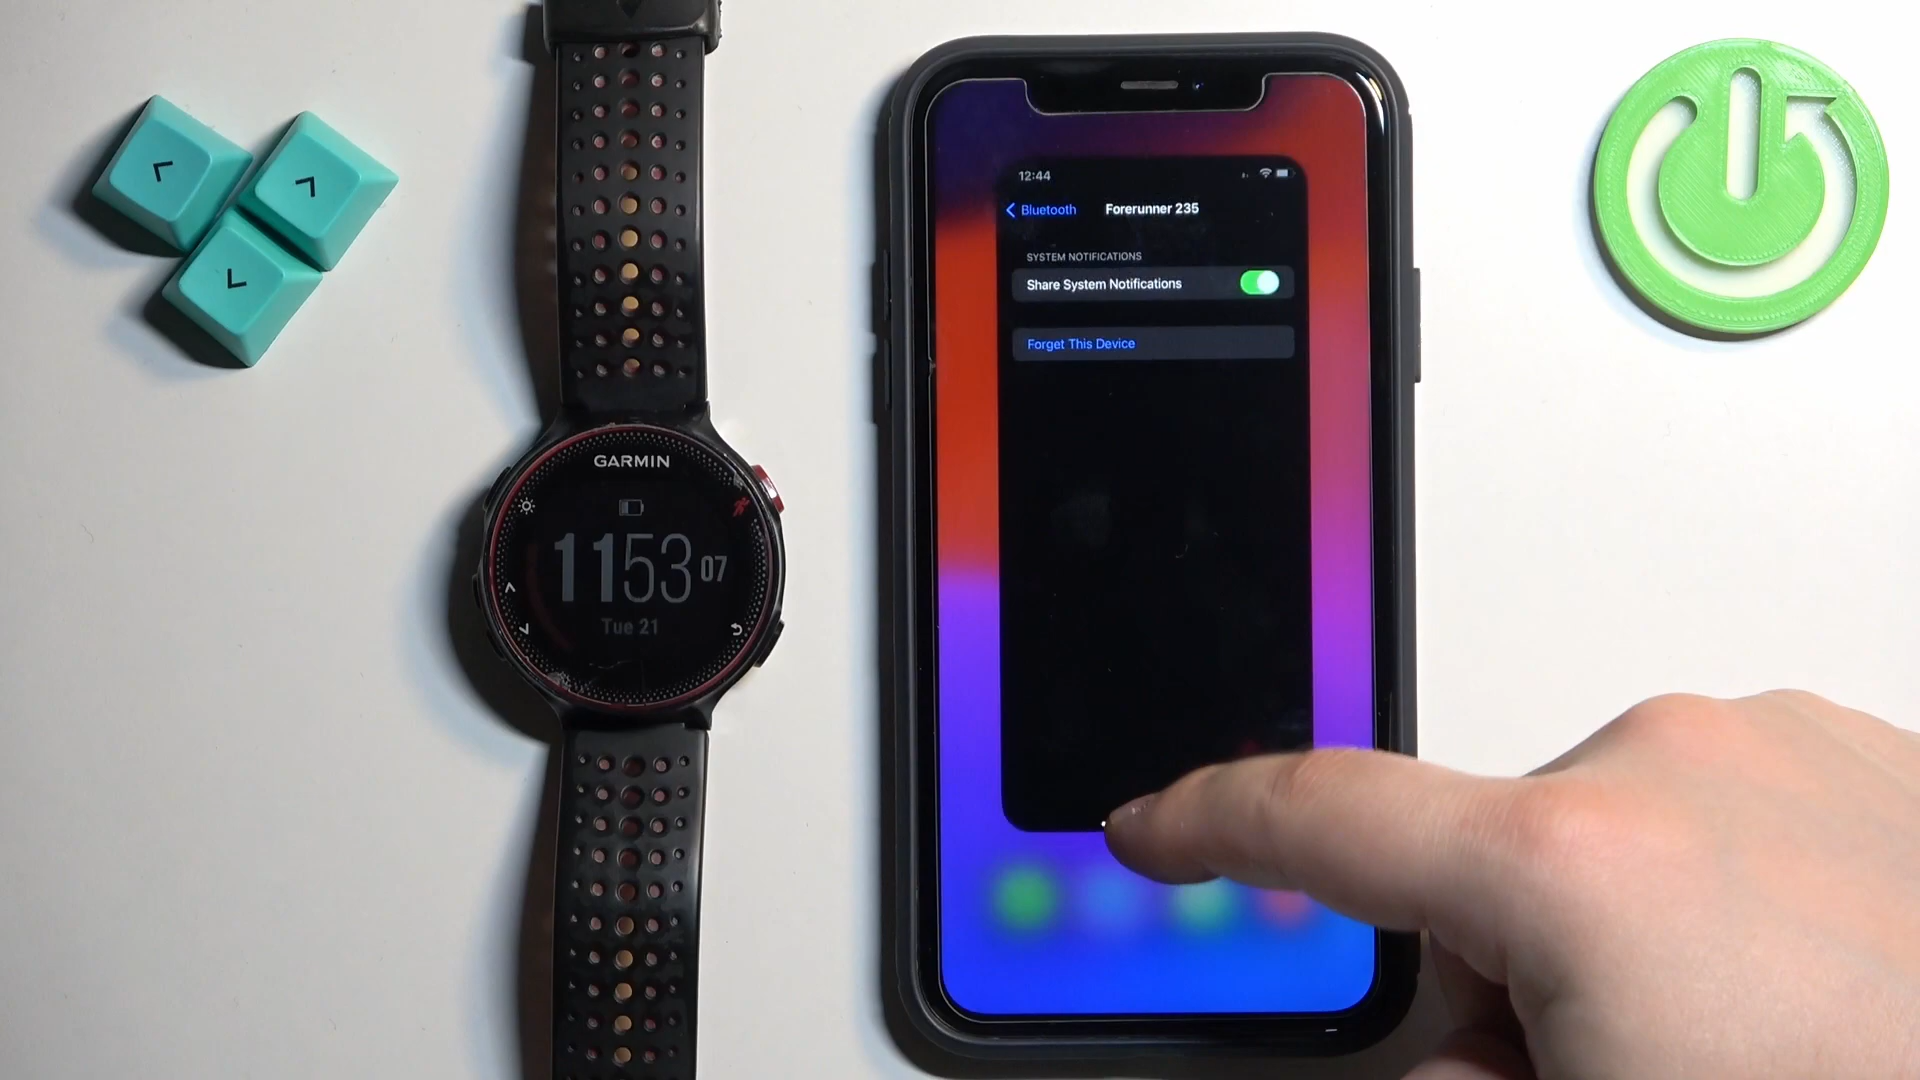 GARMIN
1153 07
Tue 21
12:44
Bluetooth
Forerunner 235
SYSTEM NOTIFICATIONS
Share System Notifications
Forget This Device